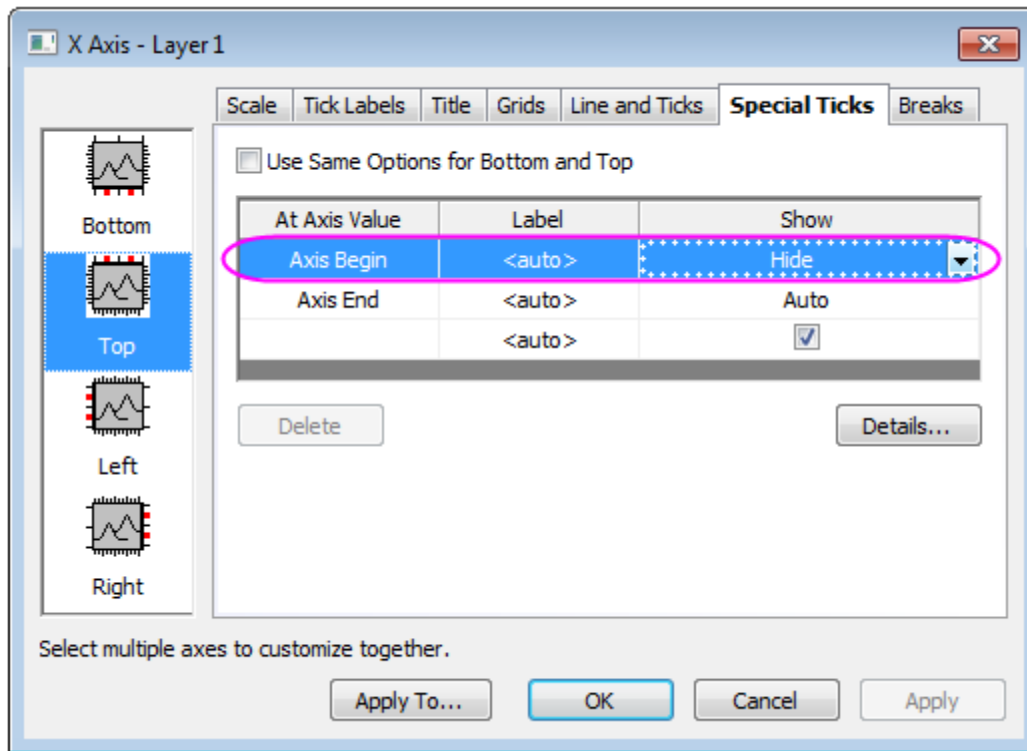 X Axis - Layer 1
Scale Tick Labels Title Grids Line and Ticks Special Ticks Breaks
Use Same Options for Bottom and Top
Bottom
Top
Left
Right
At Axis Value Label Show
Axis Begin <auto> Hide
Axis End <auto> Auto
<auto>
Delete Details...
Select multiple axes to customize together.
Apply To... OK Cancel Apply